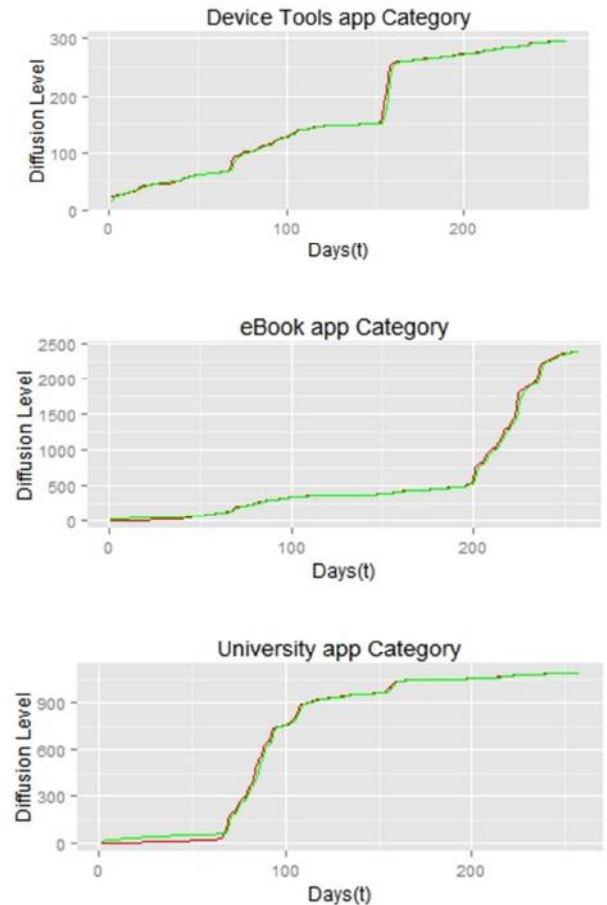 Device Tools app Category
300
200
100
0
Diffusion Level
0 100 200
Days(t)
eBook app Category
2500
2000
1500
1000
500
0
Diffusion Level
0 100 200
Days(t)
University app Category
900
600
300
0
Diffusion Level
0 100 200
Days(t)